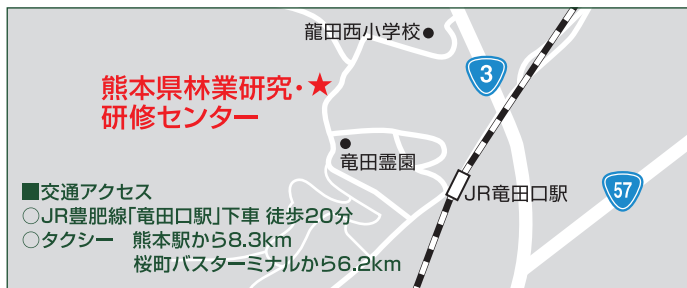 龍田西小学校
3
熊本県林業研究・
研修センター
竜田霊園
JR竜田口駅
57
■交通アクセス
○JR豊肥線「竜田口駅」下車 徒歩20分
○タクシー　熊本駅から8.3km
桜町バスターミナルから6.2km